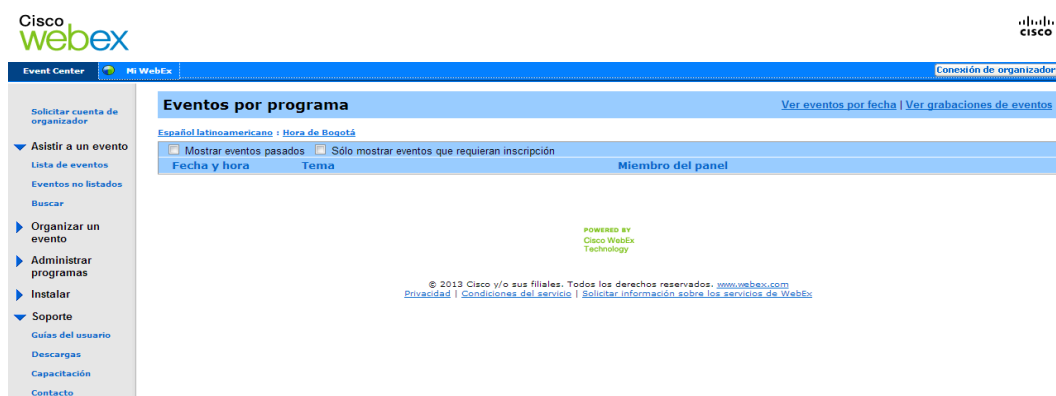 Cisco
webex
CISCO
Event Center
Mi WebEx
Conexión de organizador
Solicitar cuenta de
organizador
Asistir a un evento
Lista de eventos
Eventos no listados
Buscar
Organizar un
evento
Administrar
programas
Instalar
Soporte
Guías del usuario
Descargas
Capacitación
Contacto
Eventos por programa
Ver eventos por fecha | Ver grabaciones de eventos
Español latinoamericano : Hora de Bogotá
Mostrar eventos pasados Sólo mostrar eventos que requieran inscripción
Fecha y hora Tema Miembro del panel
POWERED BY
Cisco WebEx
Technology
© 2013 Cisco y/o sus filiales. Todos los derechos reservados. www.webex.com
Privacidad | Condiciones del servicio | Solicitar información sobre los servicios de WebEx